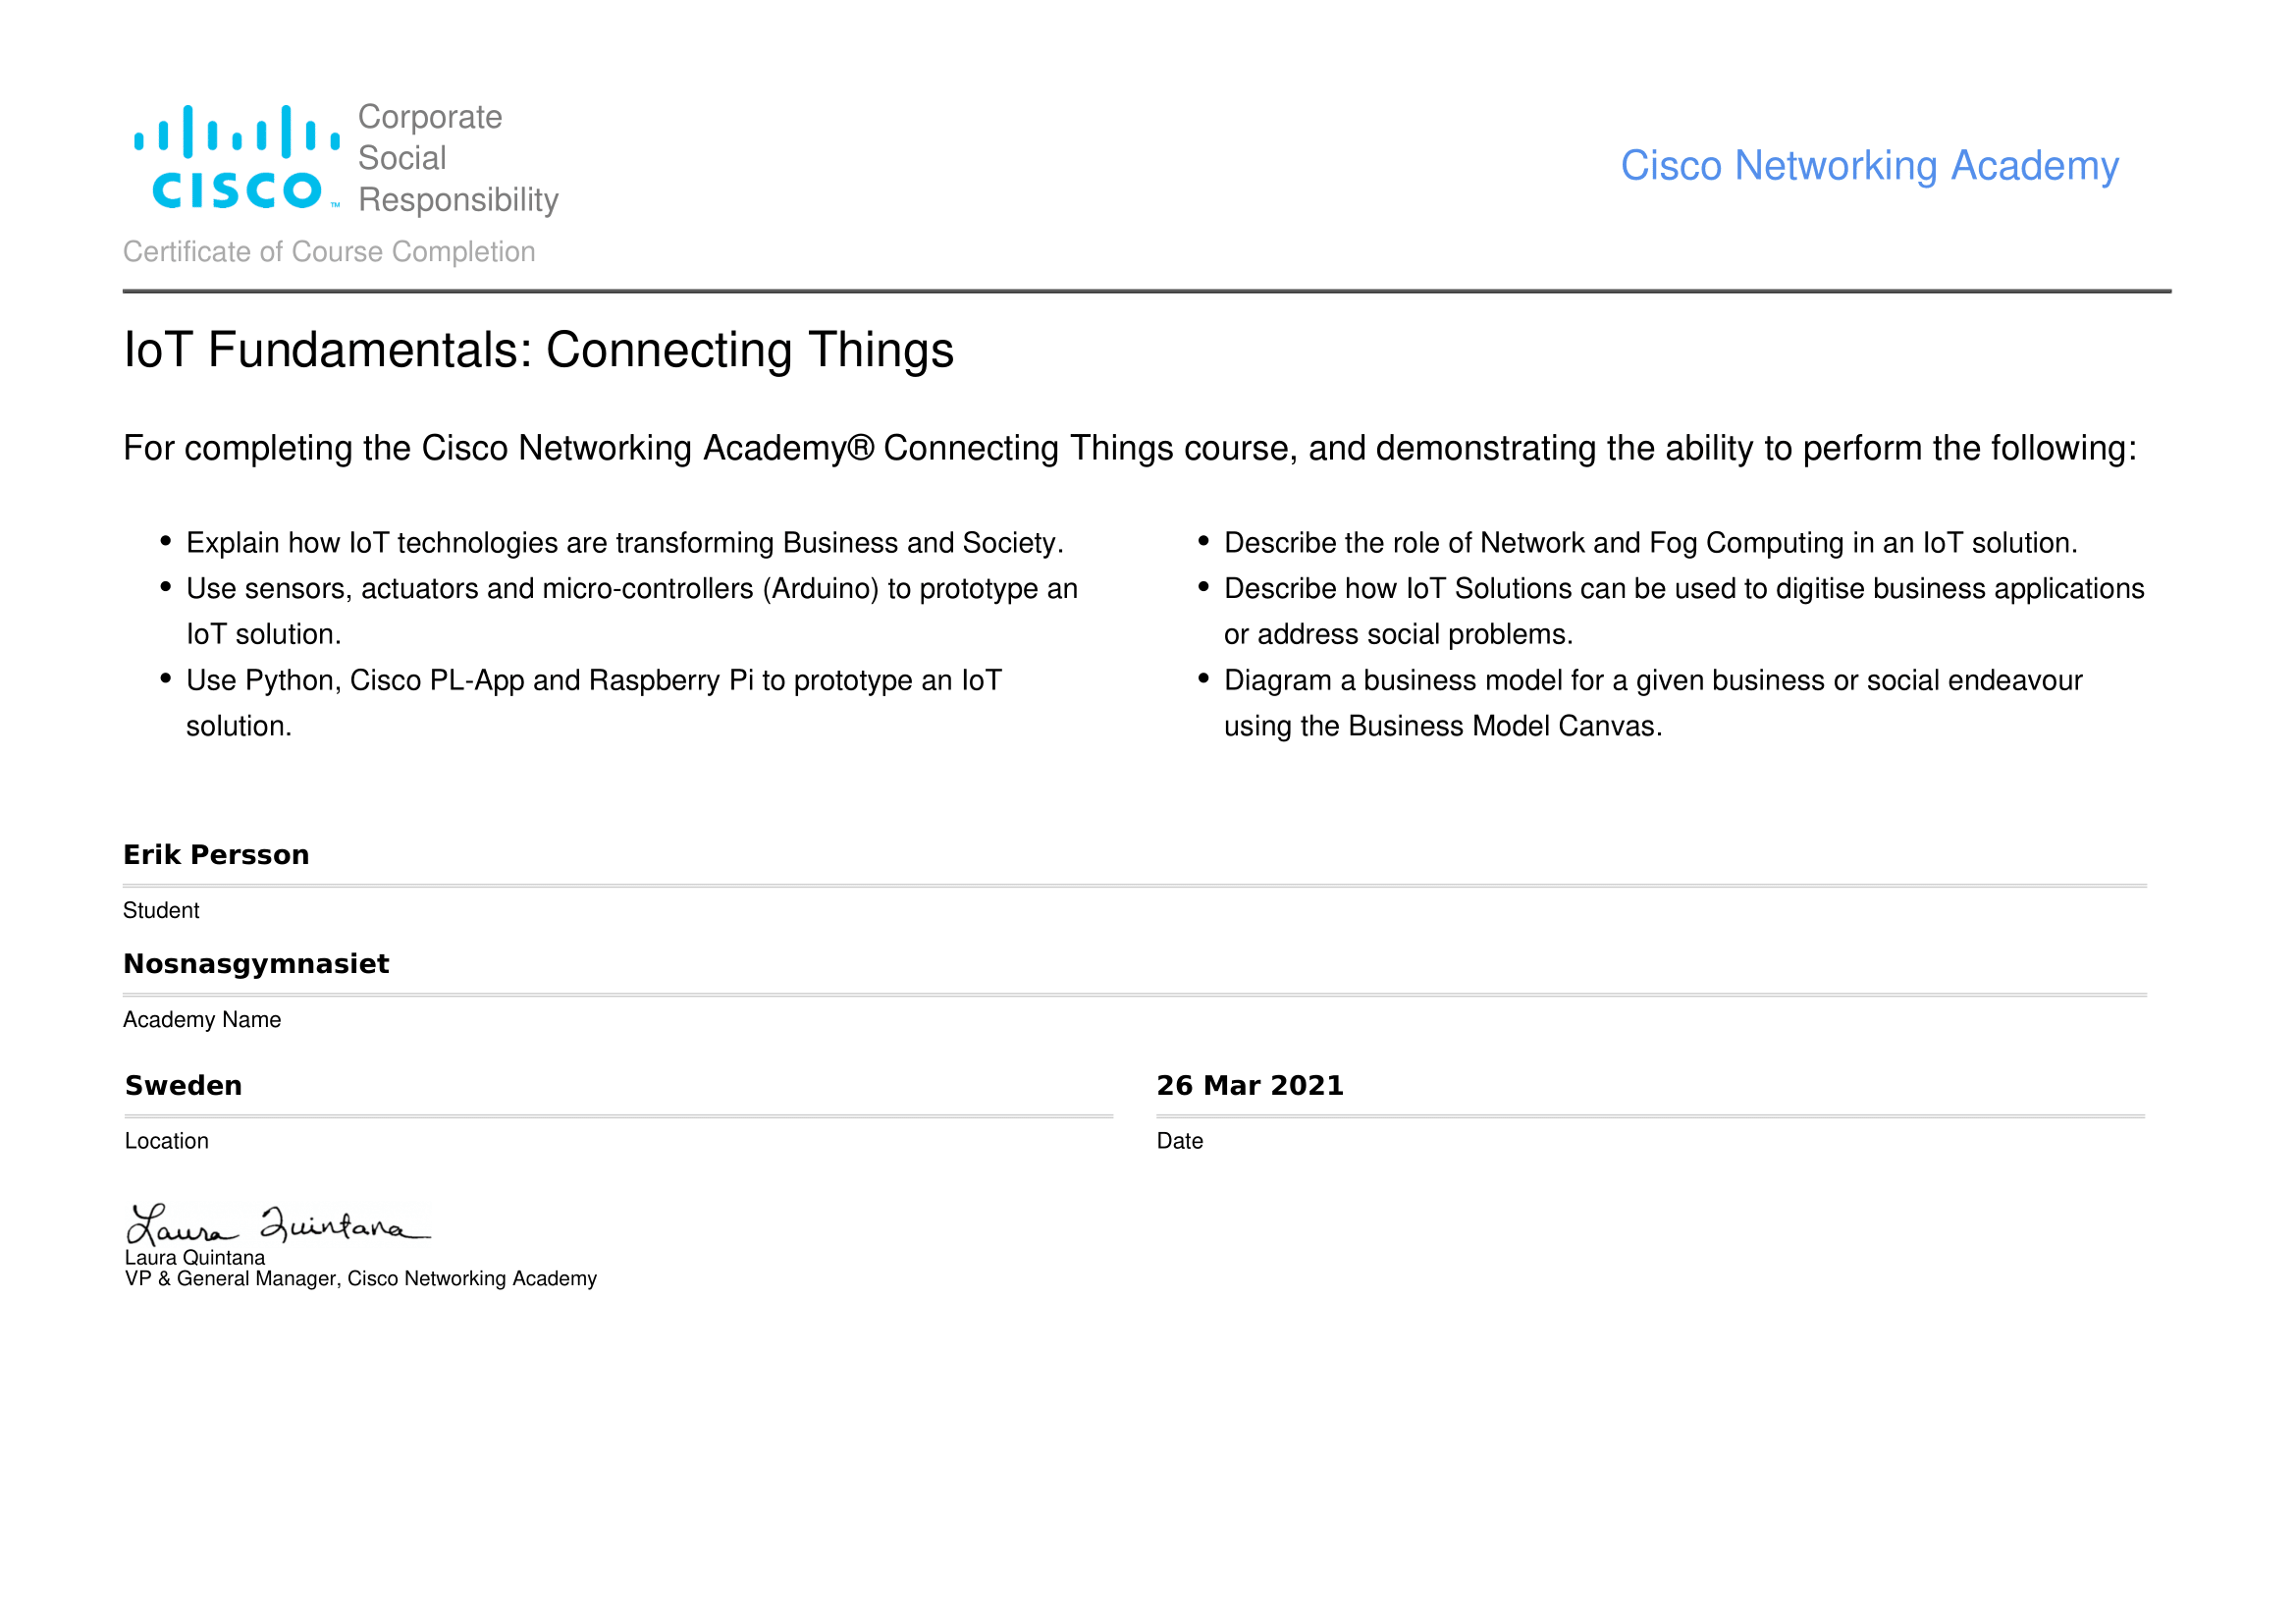 Corporate
Social
Responsibility
CISCO™
Cisco Networking Academy
Certificate of Course Completion
IoT Fundamentals: Connecting Things
For completing the Cisco Networking Academy® Connecting Things course, and demonstrating the ability to perform the following:
• Explain how IoT technologies are transforming Business and Society.
• Use sensors, actuators and micro-controllers (Arduino) to prototype an
IoT solution.
• Use Python, Cisco PL-App and Raspberry Pi to prototype an IoT
solution.
• Describe the role of Network and Fog Computing in an IoT solution.
• Describe how IoT Solutions can be used to digitise business applications
or address social problems.
• Diagram a business model for a given business or social endeavour
using the Business Model Canvas.
Erik Persson
Student
Nosnasgymnasiet
Academy Name
Sweden
Location
26 Mar 2021
Date
Laura Quintana
Laura Quintana
VP & General Manager, Cisco Networking Academy